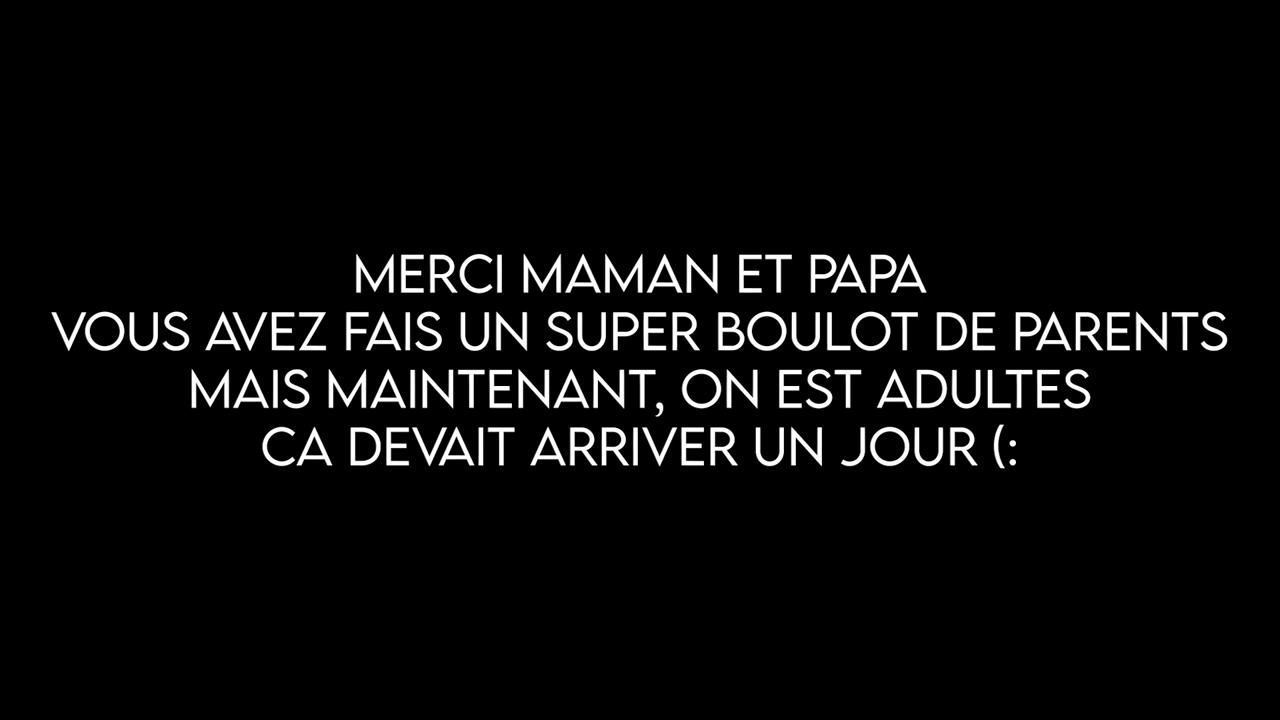 MERCI MAMAN ET PAPA
VOUS AVEZ FAIS UN SUPER BOULOT DE PARENTS
MAIS MAINTENANT, ON EST ADULTES
CA DEVAIT ARRIVER UN JOUR (: